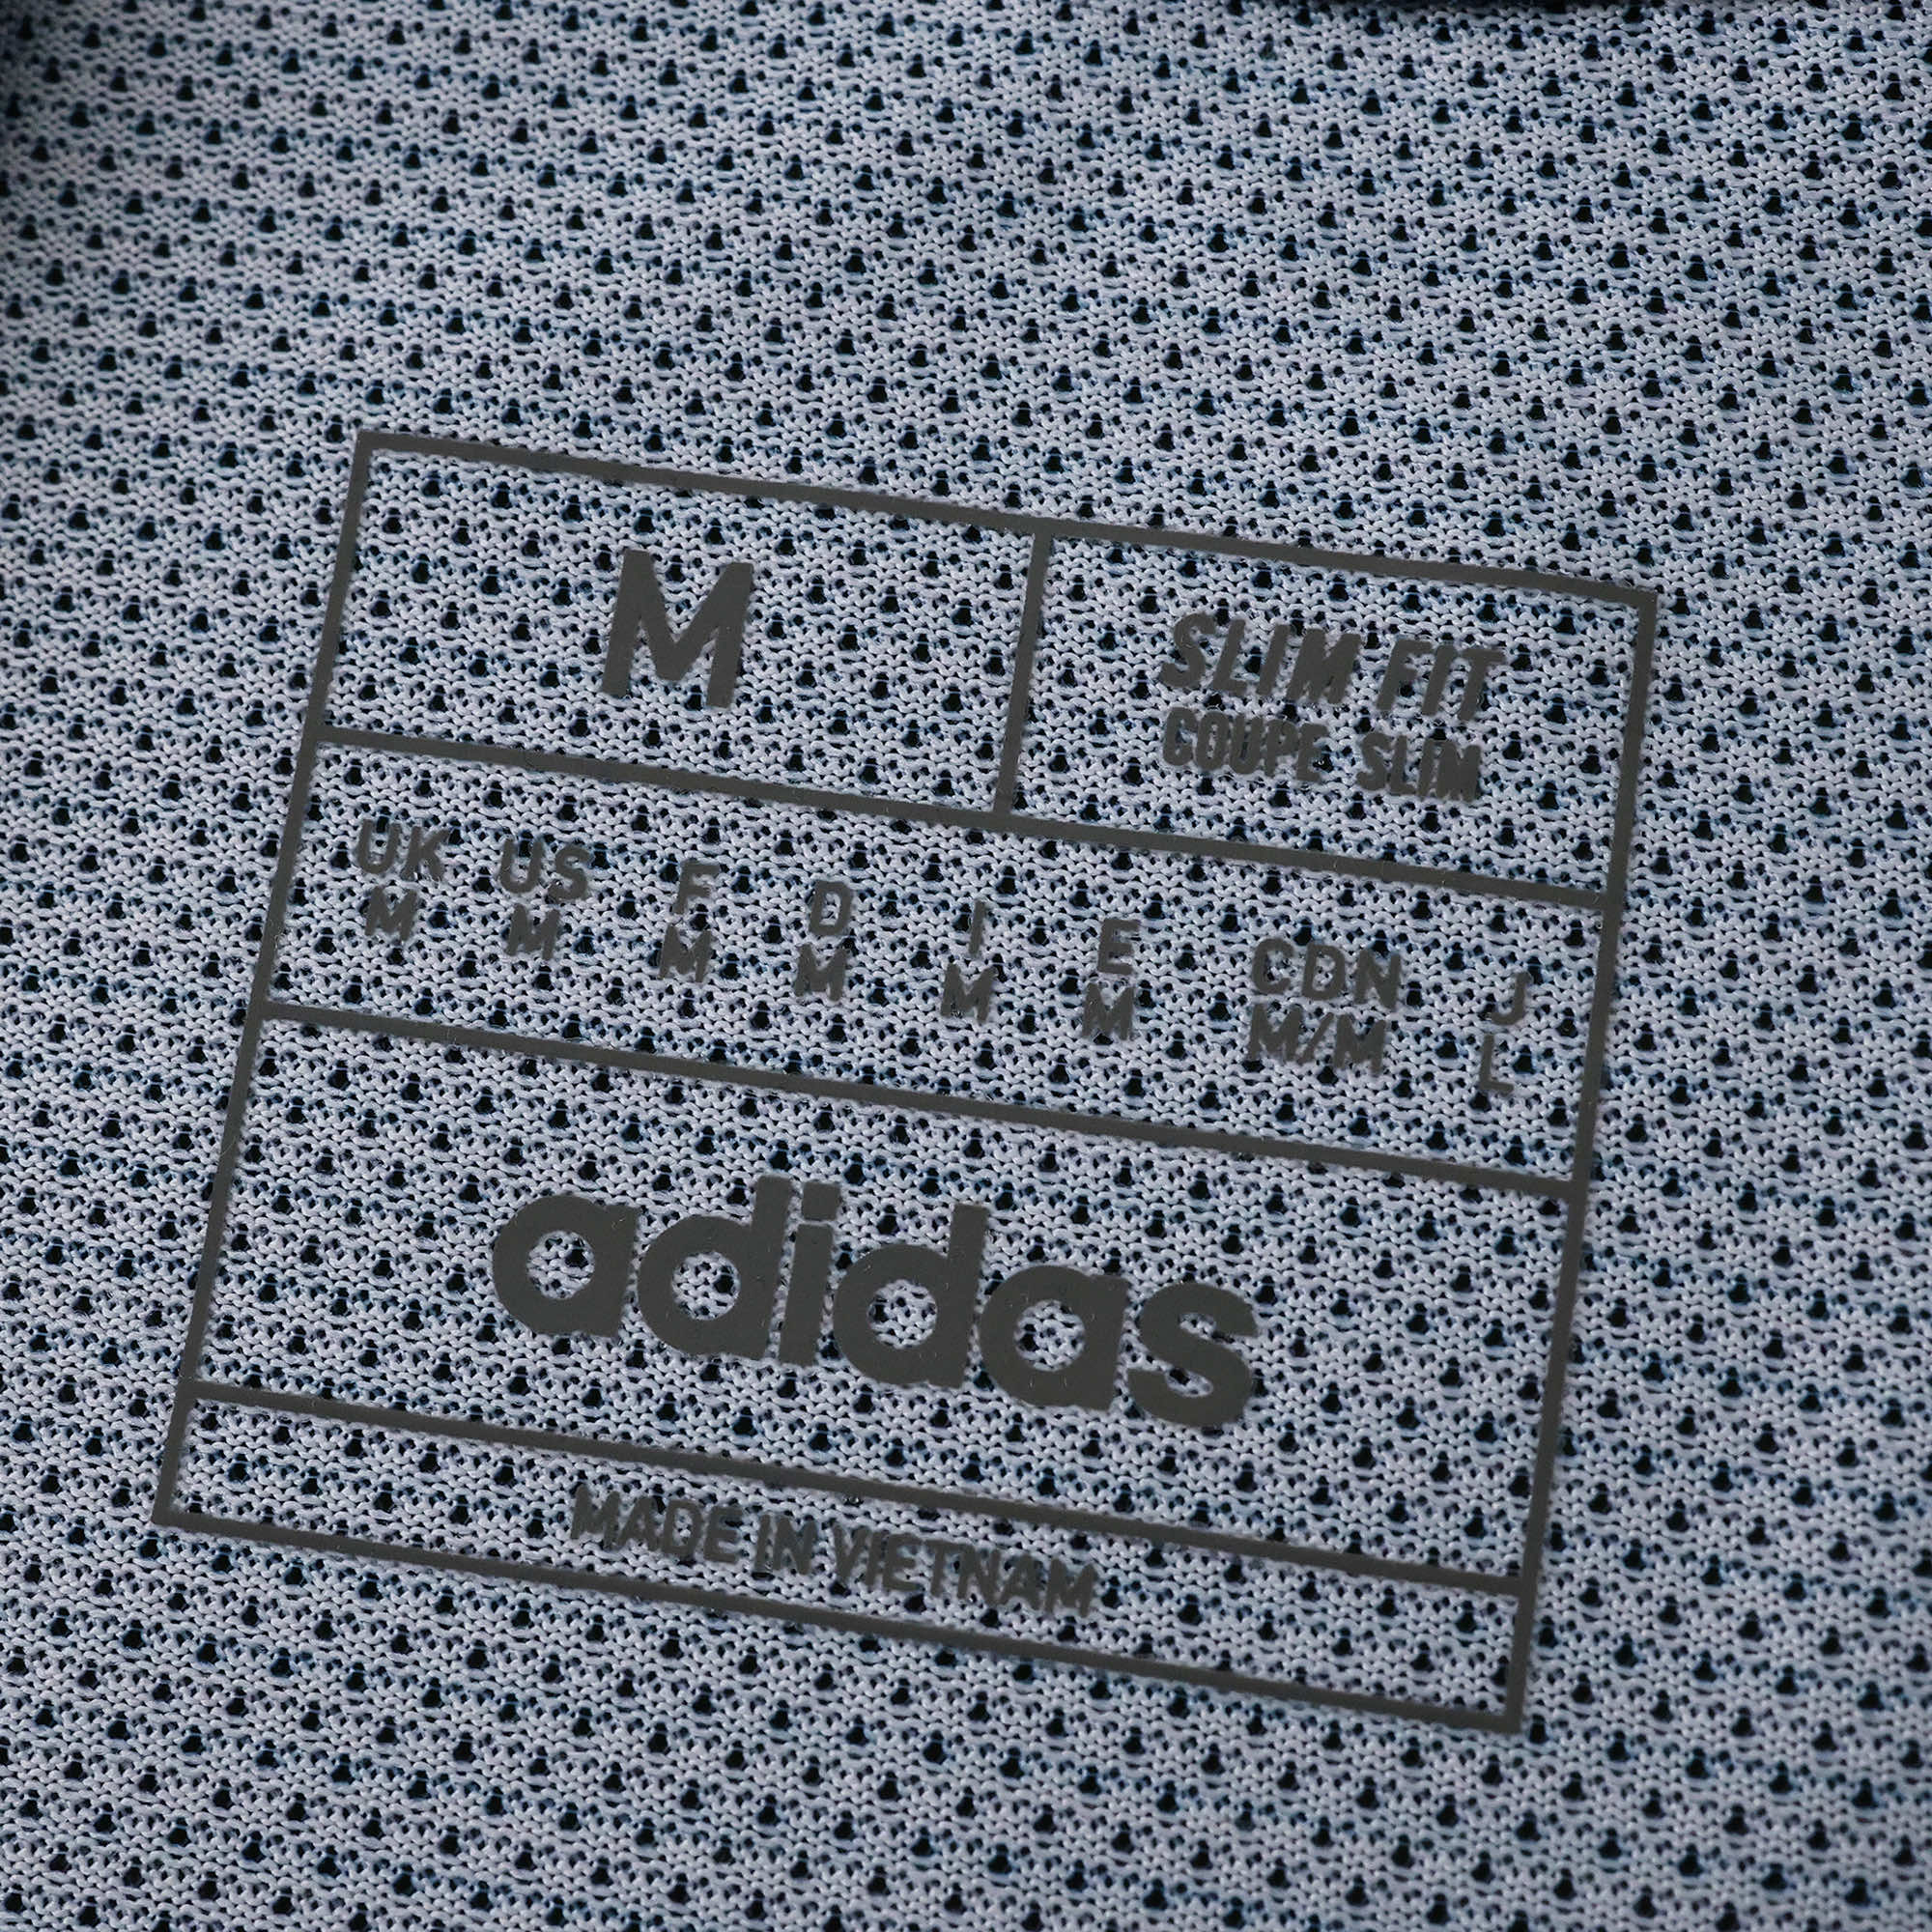 M
SLIM FIT
COUPE SLIM
UK US F D I E CDN J
M M M M M M M/M L
adidas
MADE IN VIETNAM